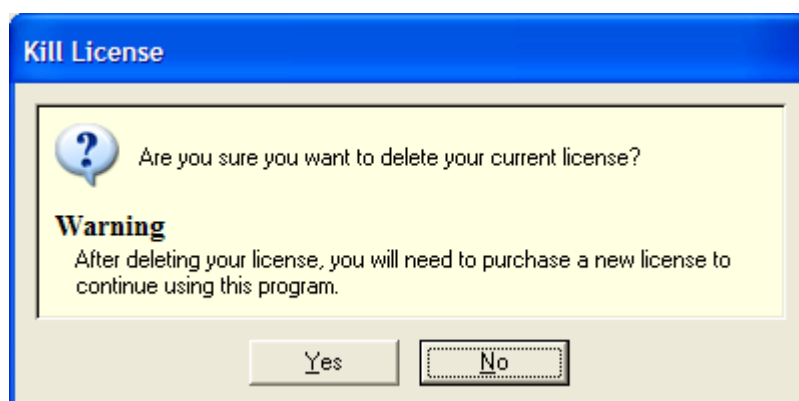 Kill License
Are you sure you want to delete your current license?
Warning
After deleting your license, you will need to purchase a new license to
continue using this program.
Yes No